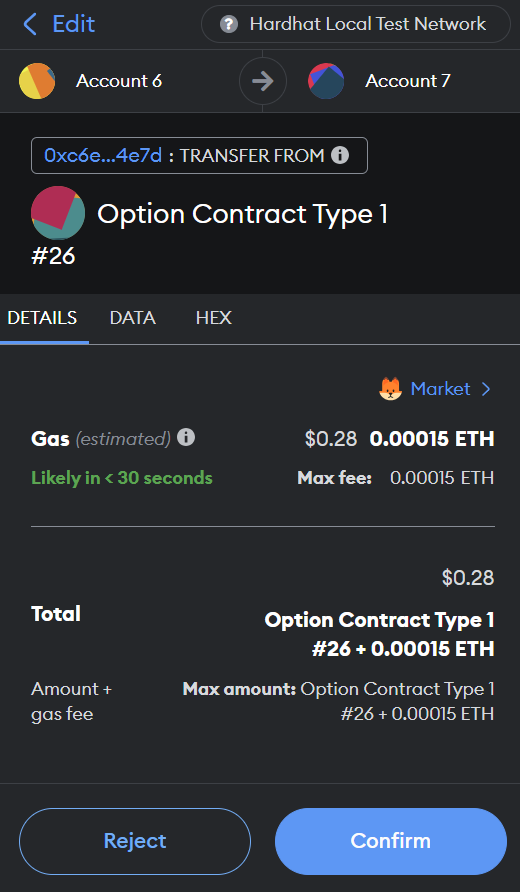 Edit
Hardhat Local Test Network
Account 6
Account 7
0xc6e...4e7d : TRANSFER FROM
Option Contract Type 1
#26
DETAILS DATA HEX
Market
Gas (estimated) $0.28 0.00015 ETH
Likely in < 30 seconds Max fee: 0.00015 ETH
$0.28
Total Option Contract Type 1
#26 + 0.00015 ETH
Amount + Max amount: Option Contract Type 1
gas fee #26 + 0.00015 ETH
Reject Confirm